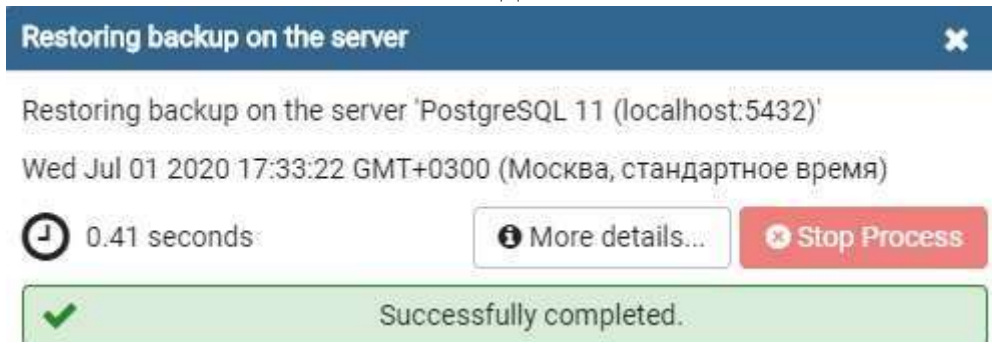 Restoring backup on the server
Restoring backup on the server 'PostgreSQL 11 (localhost:5432)'
Wed Jul 01 2020 17:33:22 GMT+0300 (Москва, стандартное время)
0.41 seconds More details... Stop Process
Successfully completed.